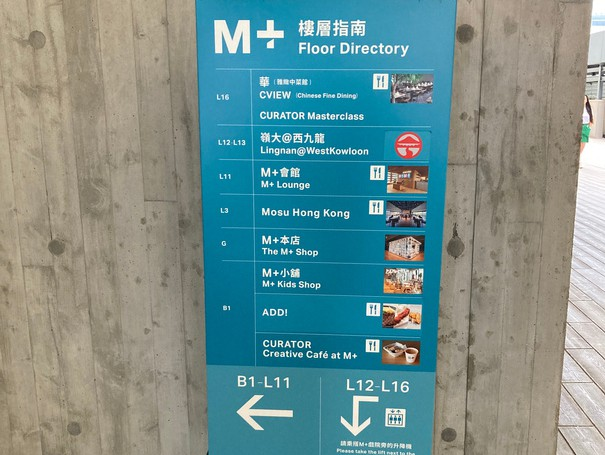 M+ 樓層指南
Floor Directory
L16
華（雅緻中菜館）
CVIEW (Chinese Fine Dining)
CURATOR Masterclass
L12-L13
嶺大@西九龍
Lingnan@WestKowloon
L11
M+會館
M+ Lounge
L3
Mosu Hong Kong
G
M+本店
The M+ Shop
B1
M+小舖
M+ Kids Shop
ADD!
CURATOR
Creative Café at M+
B1-L11
L12-L16
請乘搭M+戲院旁的升降機
Please take the lift next to the